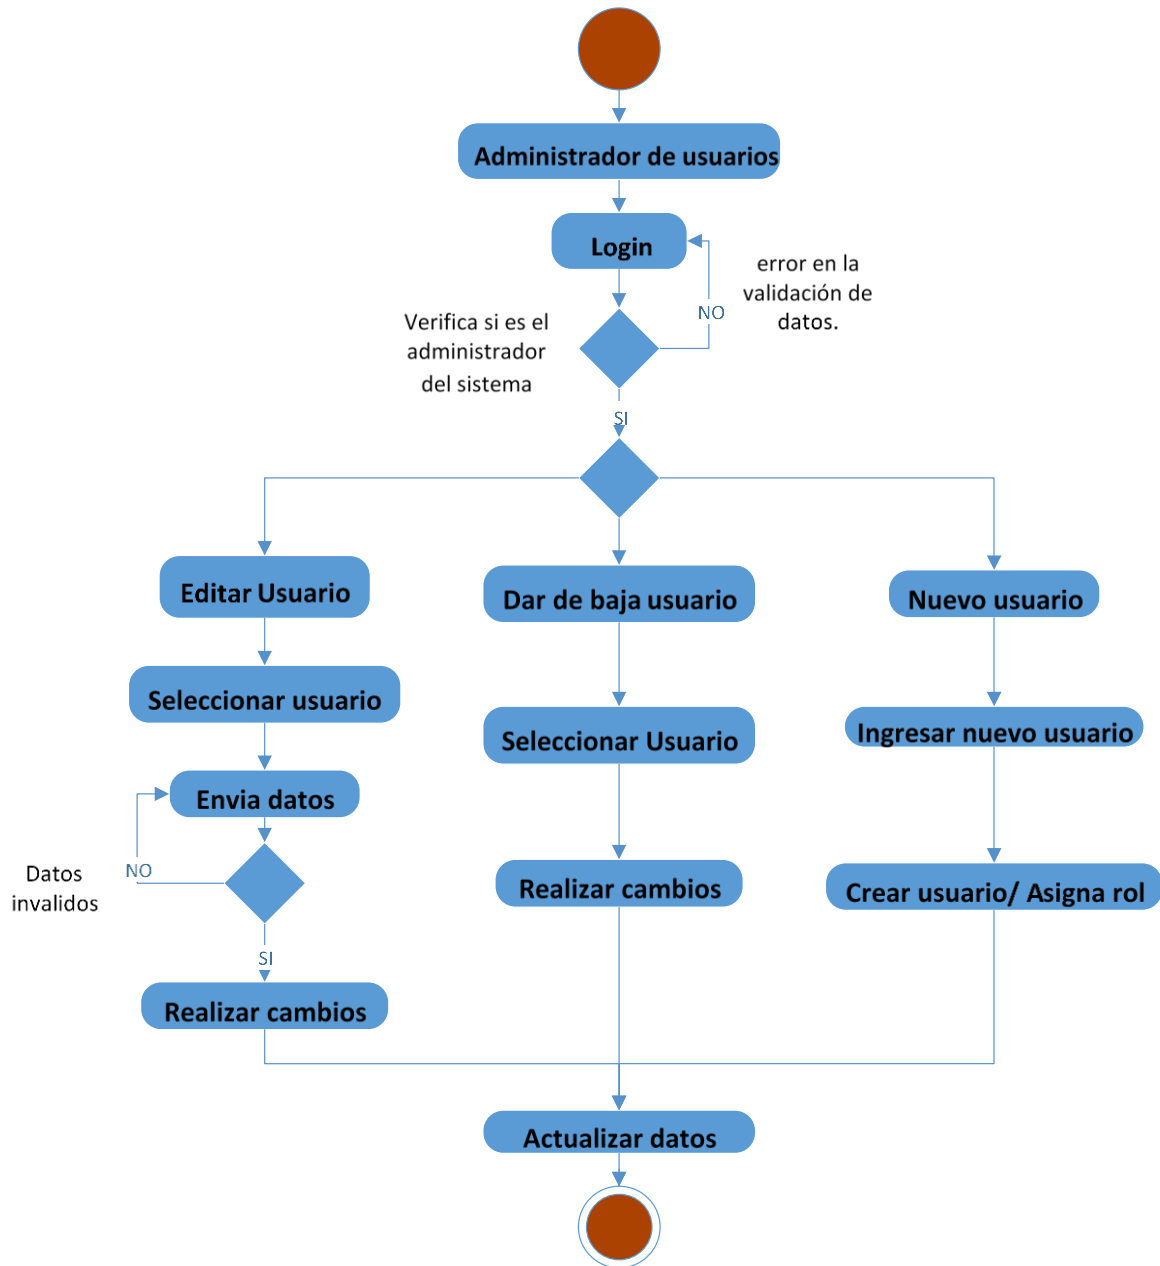 Administrador de usuarios
Login
error en la
validación de
datos.
NO
Verifica si es el
administrador
del sistema
SI
Editar Usuario
Dar de baja usuario
Nuevo usuario
Seleccionar usuario
Seleccionar Usuario
Ingresar nuevo usuario
Envia datos
NO
Datos
invalidos
Realizar cambios
Crear usuario/ Asigna rol
SI
Realizar cambios
Actualizar datos